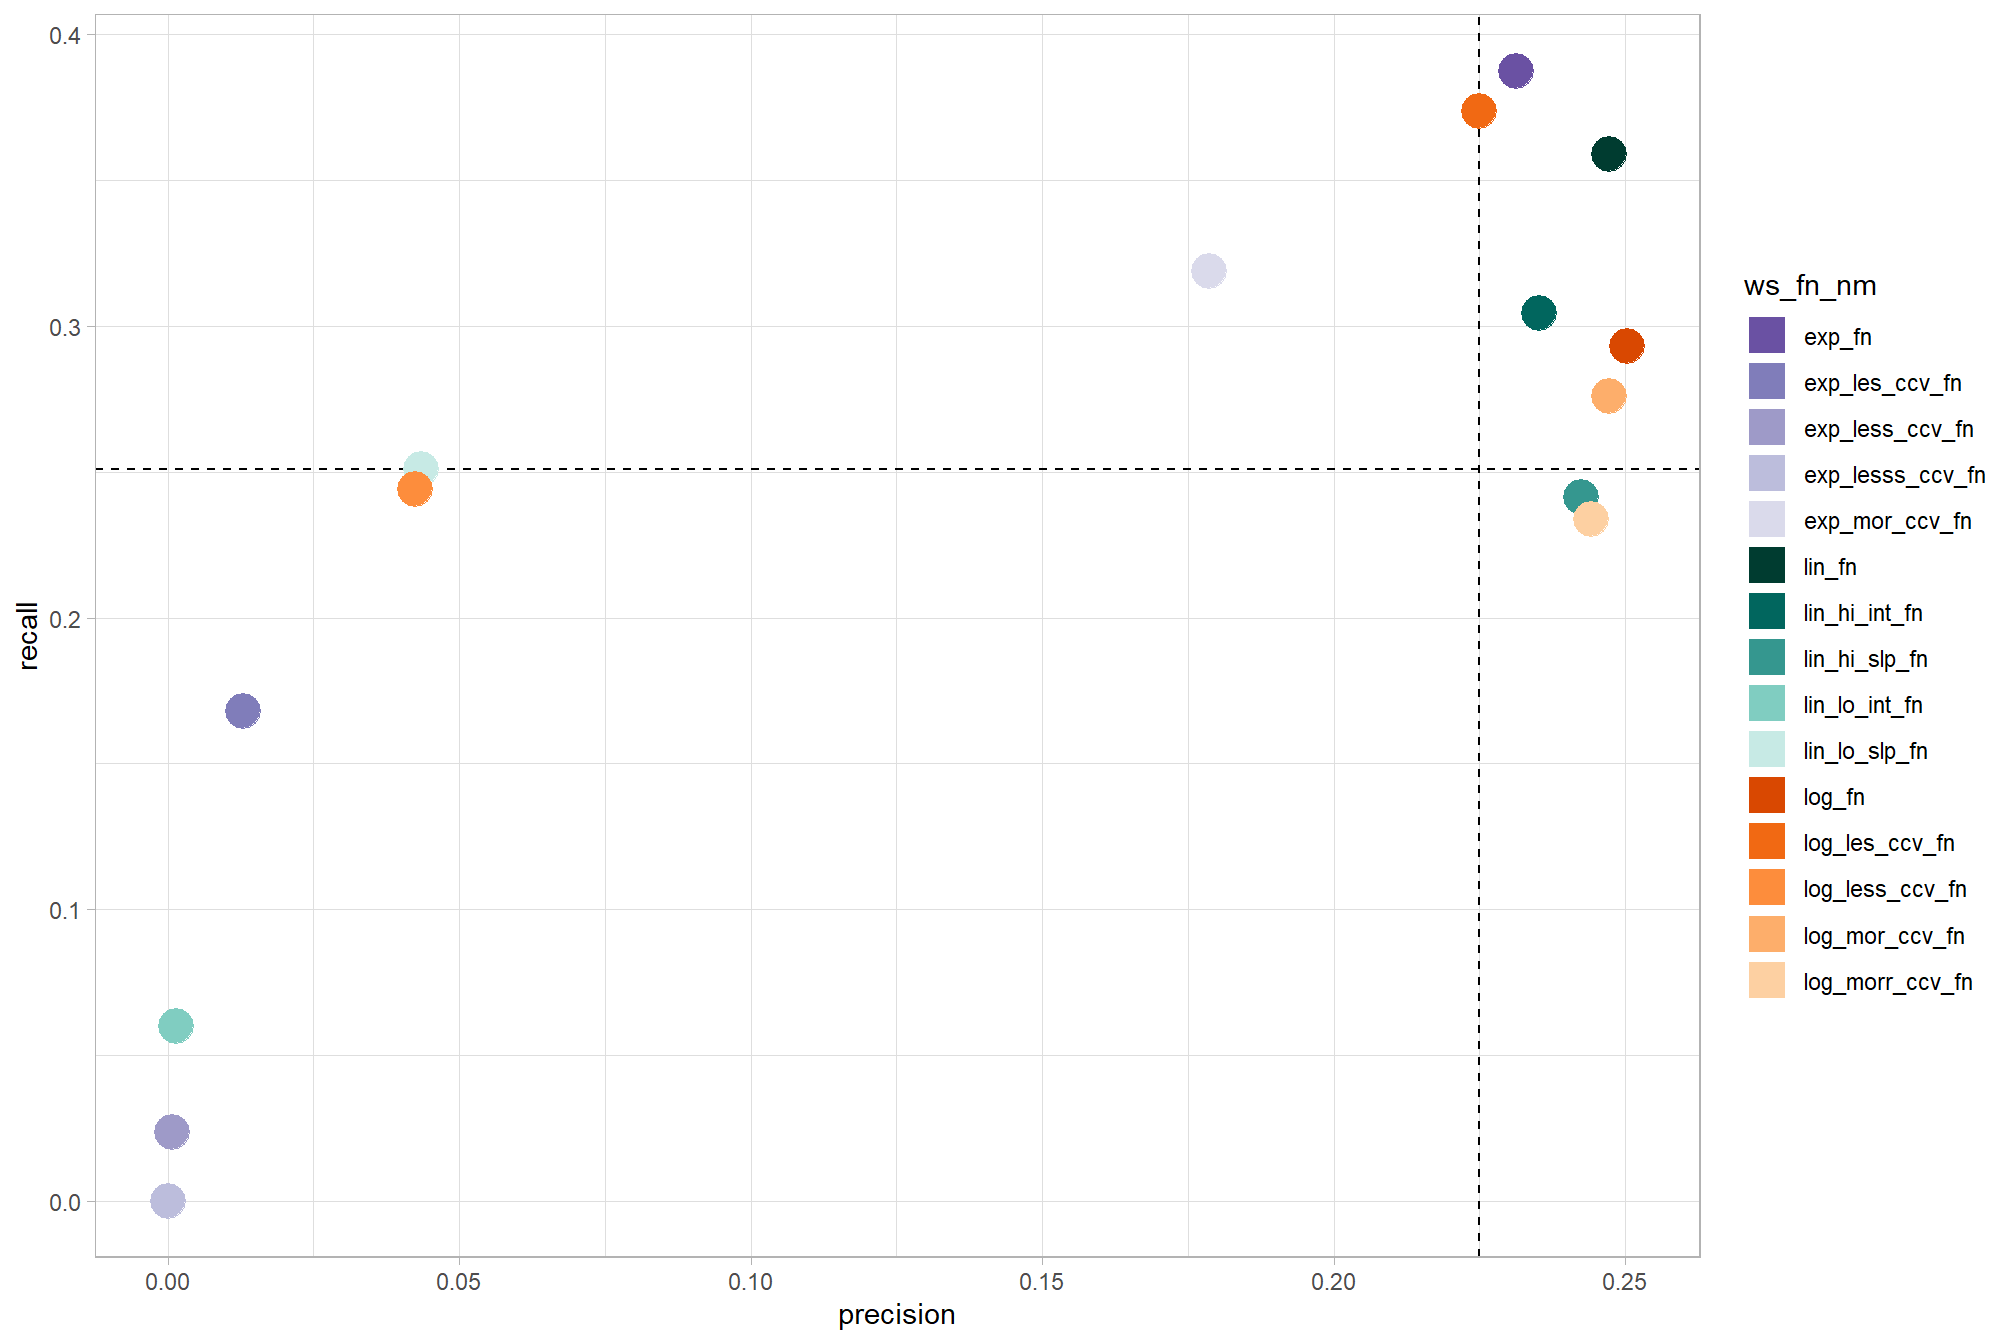 0.4
0.3
0.2
0.1
0.0
recall
0.00
0.05
0.10
0.15
0.20
0.25
precision
ws_fn_nm
exp_fn
exp_les_ccv_fn
exp_less_ccv_fn
exp_lesss_ccv_fn
exp_mor_ccv_fn
lin_fn
lin_hi_int_fn
lin_hi_slp_fn
lin_lo_int_fn
lin_lo_slp_fn
log_fn
log_les_ccv_fn
log_less_ccv_fn
log_mor_ccv_fn
log_morr_ccv_fn